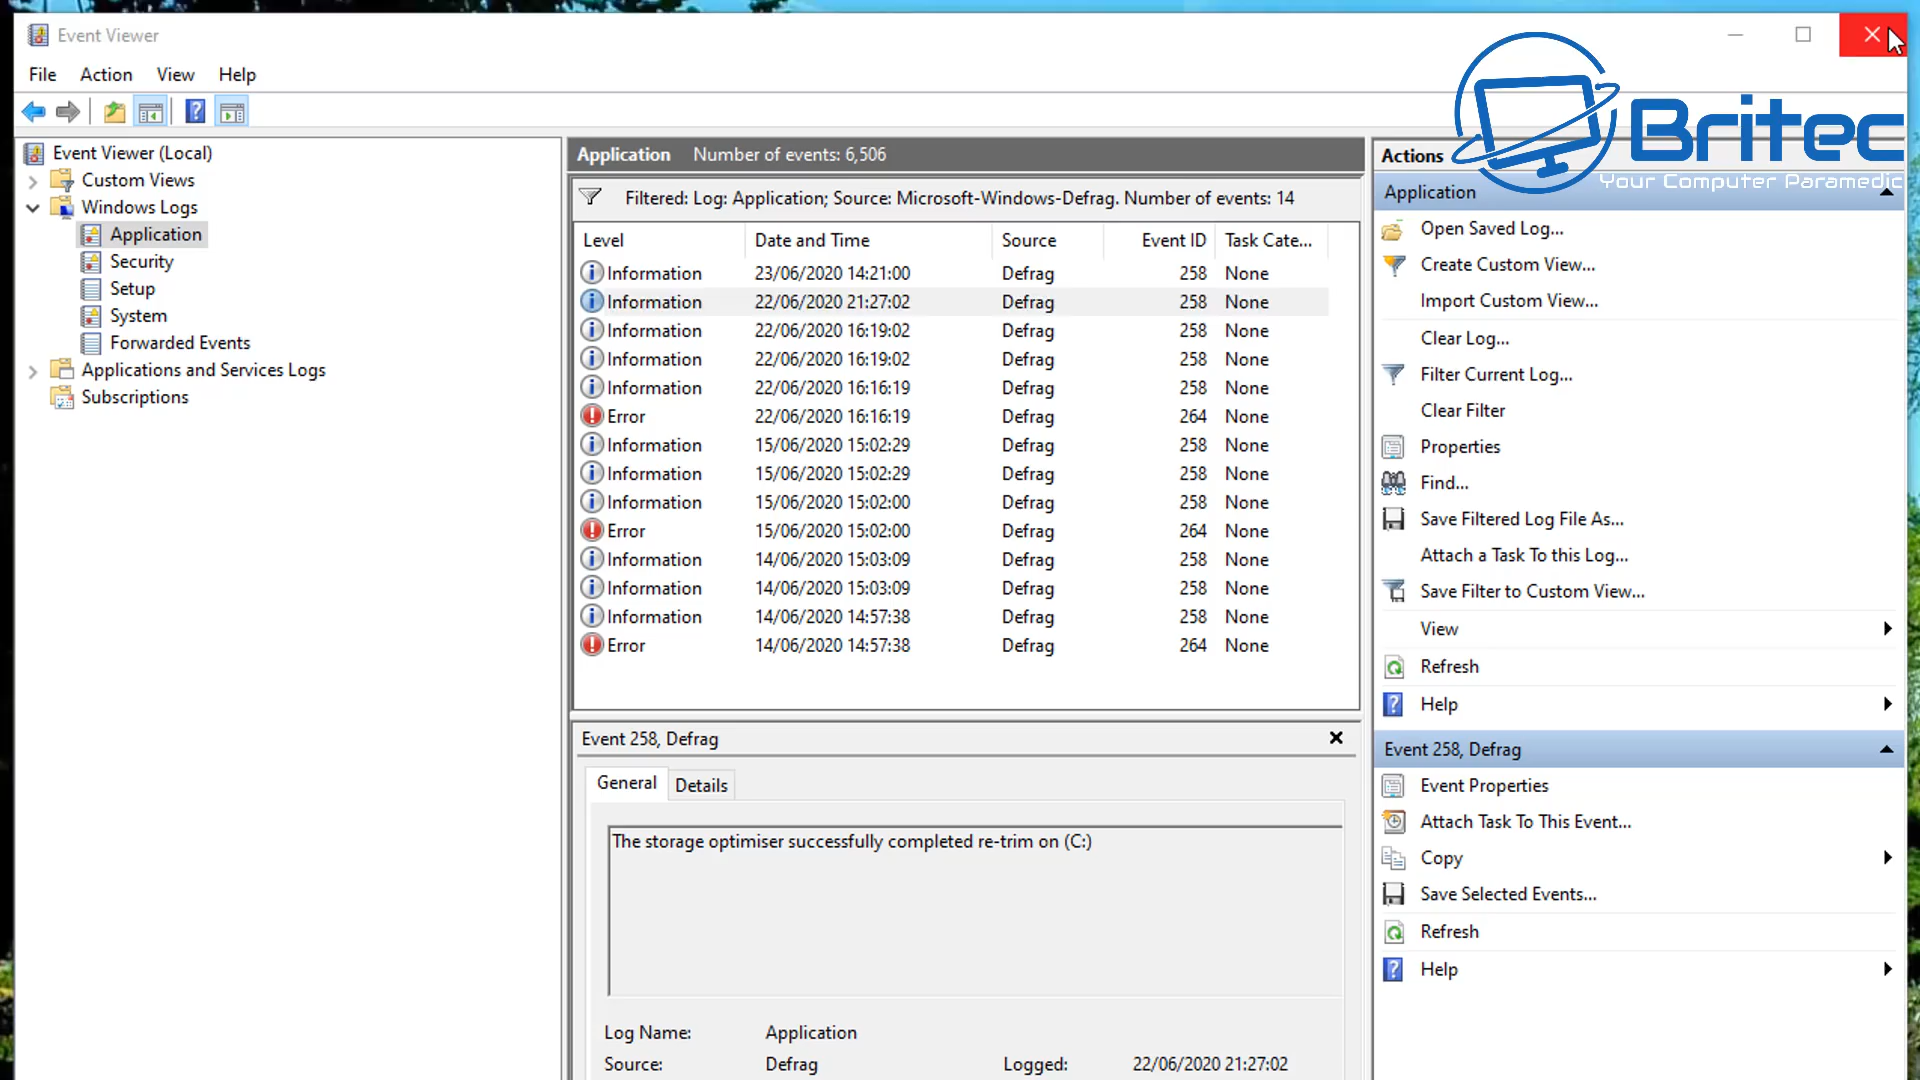 Event Viewer
File Action View Help
Britec
Your Computer Paramedic
Event Viewer (Local)
Custom Views
Windows Logs
Application
Security
Setup
System
Forwarded Events
Applications and Services Logs
Subscriptions
Application Number of events: 6,506
Filtered: Log: Application; Source: Microsoft-Windows-Defrag. Number of events: 14
Level Date and Time Source Event ID Task Cate...
Information 23/06/2020 14:21:00 Defrag 258 None
Information 22/06/2020 21:27:02 Defrag 258 None
Information 22/06/2020 16:19:02 Defrag 258 None
Information 22/06/2020 16:19:02 Defrag 258 None
Information 22/06/2020 16:16:19 Defrag 258 None
Error 22/06/2020 16:16:19 Defrag 264 None
Information 15/06/2020 15:02:29 Defrag 258 None
Information 15/06/2020 15:02:29 Defrag 258 None
Information 15/06/2020 15:02:00 Defrag 258 None
Error 15/06/2020 15:02:00 Defrag 264 None
Information 14/06/2020 15:03:09 Defrag 258 None
Information 14/06/2020 15:03:09 Defrag 258 None
Information 14/06/2020 14:57:38 Defrag 258 None
Error 14/06/2020 14:57:38 Defrag 264 None
Event 258, Defrag
General Details
The storage optimiser successfully completed re-trim on (C:)
Log Name: Application
Source: Defrag Logged: 22/06/2020 21:27:02
Actions
Application
Open Saved Log...
Create Custom View...
Import Custom View...
Clear Log...
Filter Current Log...
Clear Filter
Properties
Find...
Save Filtered Log File As...
Attach a Task To this Log...
Save Filter to Custom View...
View
Refresh
Help
Event 258, Defrag
Event Properties
Attach Task To This Event...
Copy
Save Selected Events...
Refresh
Help